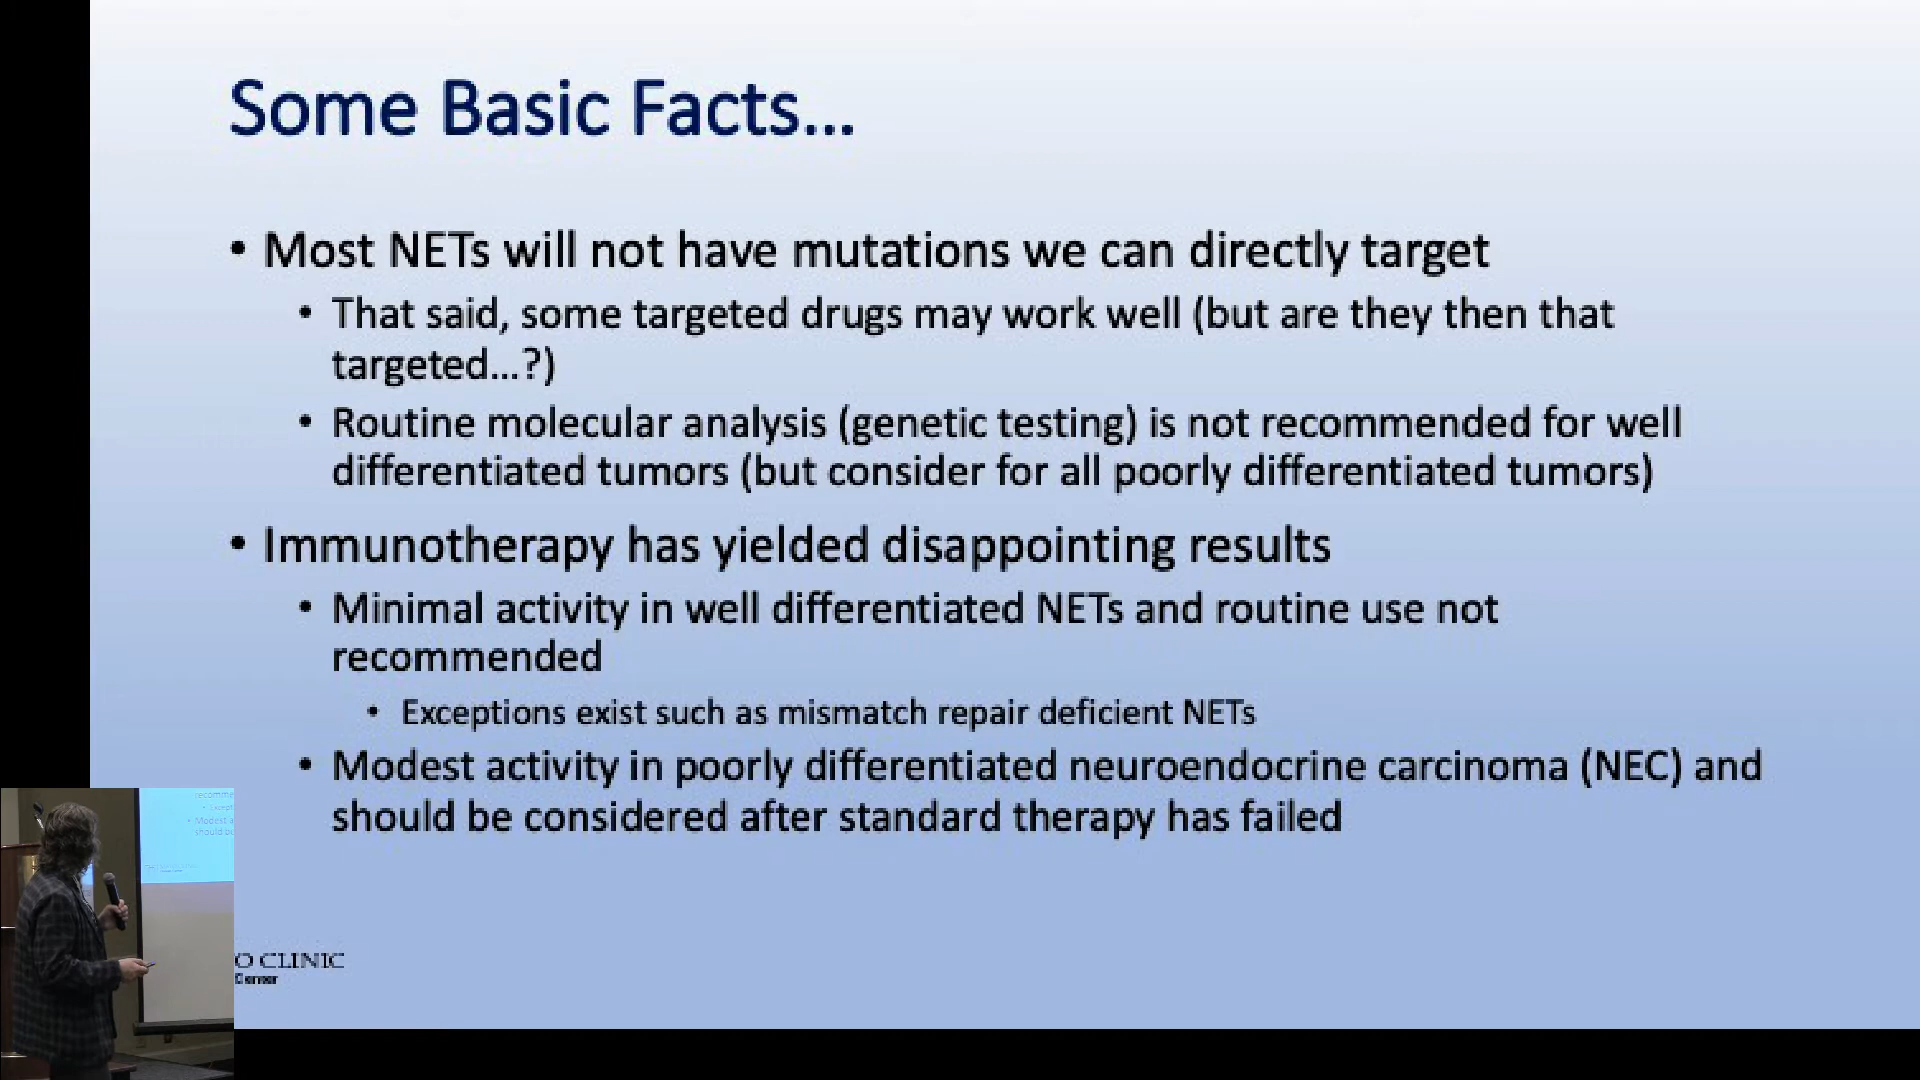 Some Basic Facts...
• Most NETs will not have mutations we can directly target
• That said, some targeted drugs may work well (but are they then that
targeted...?)
• Routine molecular analysis (genetic testing) is not recommended for well
differentiated tumors (but consider for all poorly differentiated tumors)
• Immunotherapy has yielded disappointing results
• Minimal activity in well differentiated NETs and routine use not
recommended
• Exceptions exist such as mismatch repair deficient NETs
• Modest activity in poorly differentiated neuroendocrine carcinoma (NEC) and
should be considered after standard therapy has failed
O CLINIC
Center